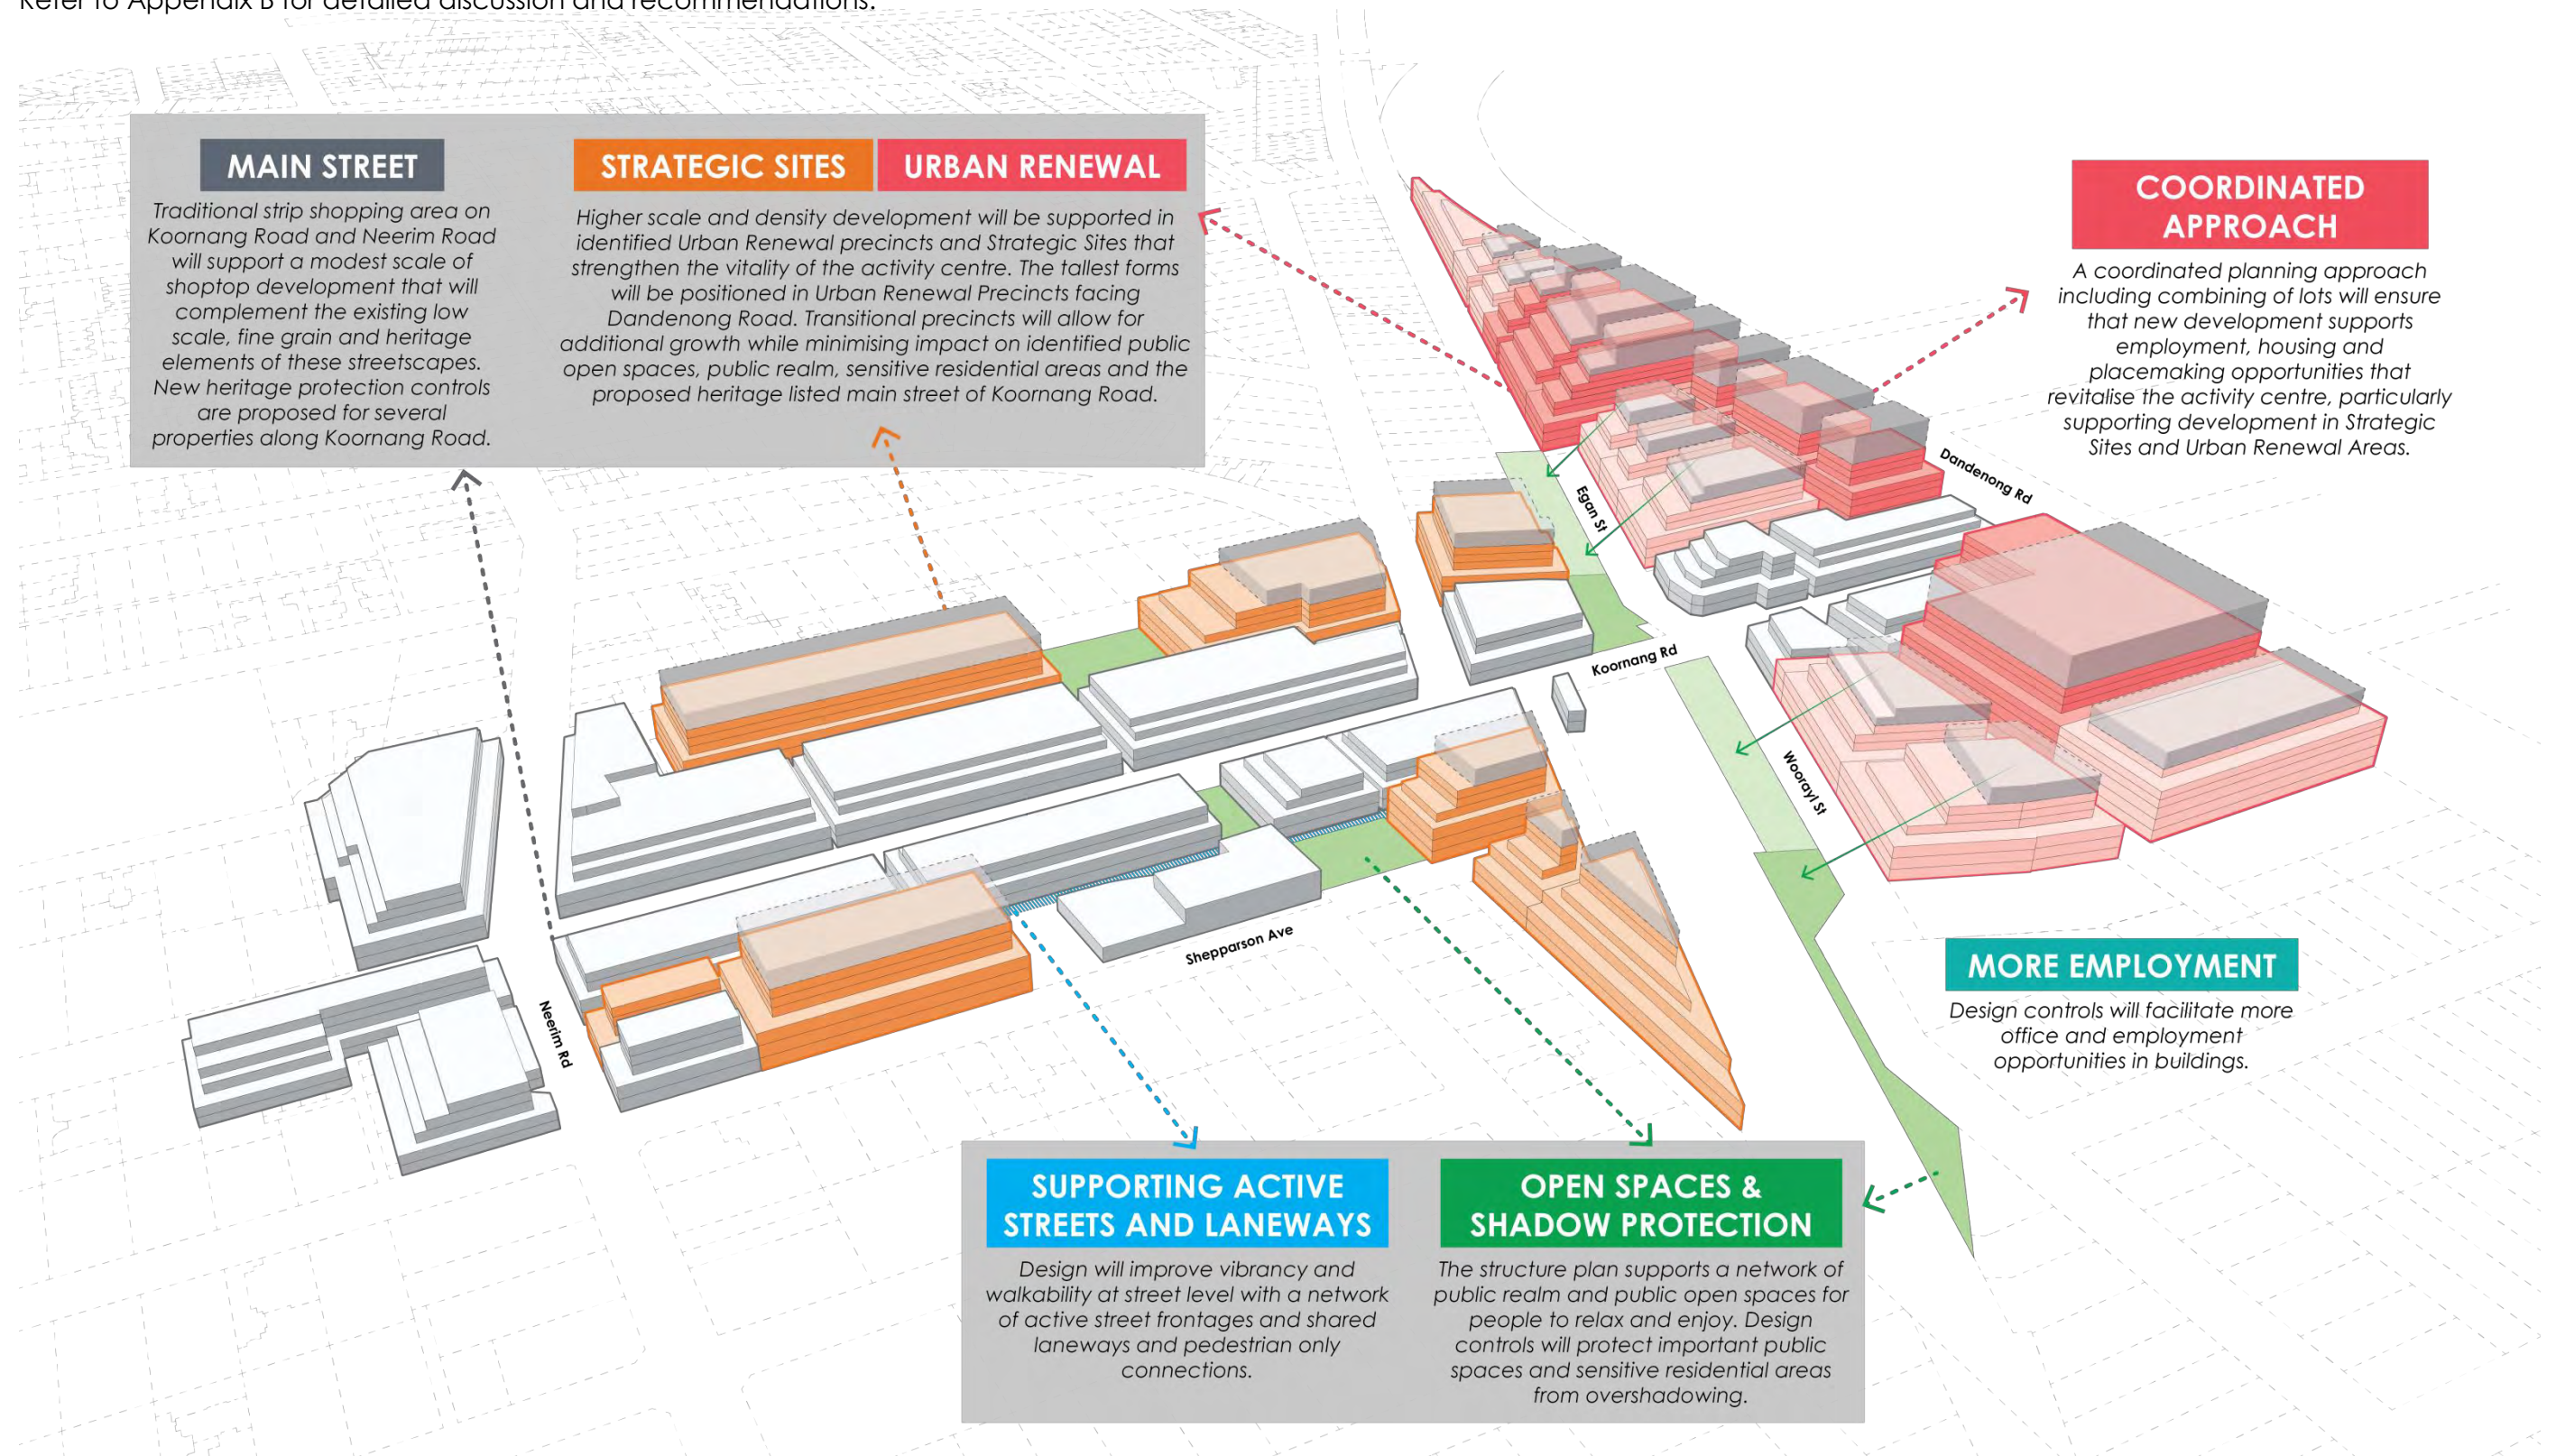 Refer to Appendix B for detailed discussion and recommendations.
MAIN STREET
Traditional strip shopping area on
Koornang Road and Neerim Road
will support a modest scale of
shoptop development that will
complement the existing low
scale, fine grain and heritage
elements of these streetscapes.
New heritage protection controls
are proposed for several
properties along Koornang Road.
STRATEGIC SITES
URBAN RENEWAL
Higher scale and density development will be supported in
identified Urban Renewal precincts and Strategic Sites that
strengthen the vitality of the activity centre. The tallest forms
will be positioned in Urban Renewal Precincts facing
Dandenong Road. Transitional precincts will allow for
additional growth while minimising impact on identified public
open spaces, public realm, sensitive residential areas and the
proposed heritage listed main street of Koornang Road.
COORDINATED
APPROACH
A coordinated planning approach
including combining of lots will ensure
that new development supports
employment, housing and
placemaking opportunities that
revitalise the activity centre, particularly
supporting development in Strategic
Sites and Urban Renewal Areas.
Dandenong Rd
Egan St
Koornang Rd
Woorayl St
Shepparson Ave
Neerim Rd
MORE EMPLOYMENT
Design controls will facilitate more
office and employment
opportunities in buildings.
SUPPORTING ACTIVE
STREETS AND LANEWAYS
Design will improve vibrancy and
walkability at street level with a network
of active street frontages and shared
laneways and pedestrian only
connections.
OPEN SPACES &
SHADOW PROTECTION
The structure plan supports a network of
public realm and public open spaces for
people to relax and enjoy. Design
controls will protect important public
spaces and sensitive residential areas
from overshadowing.